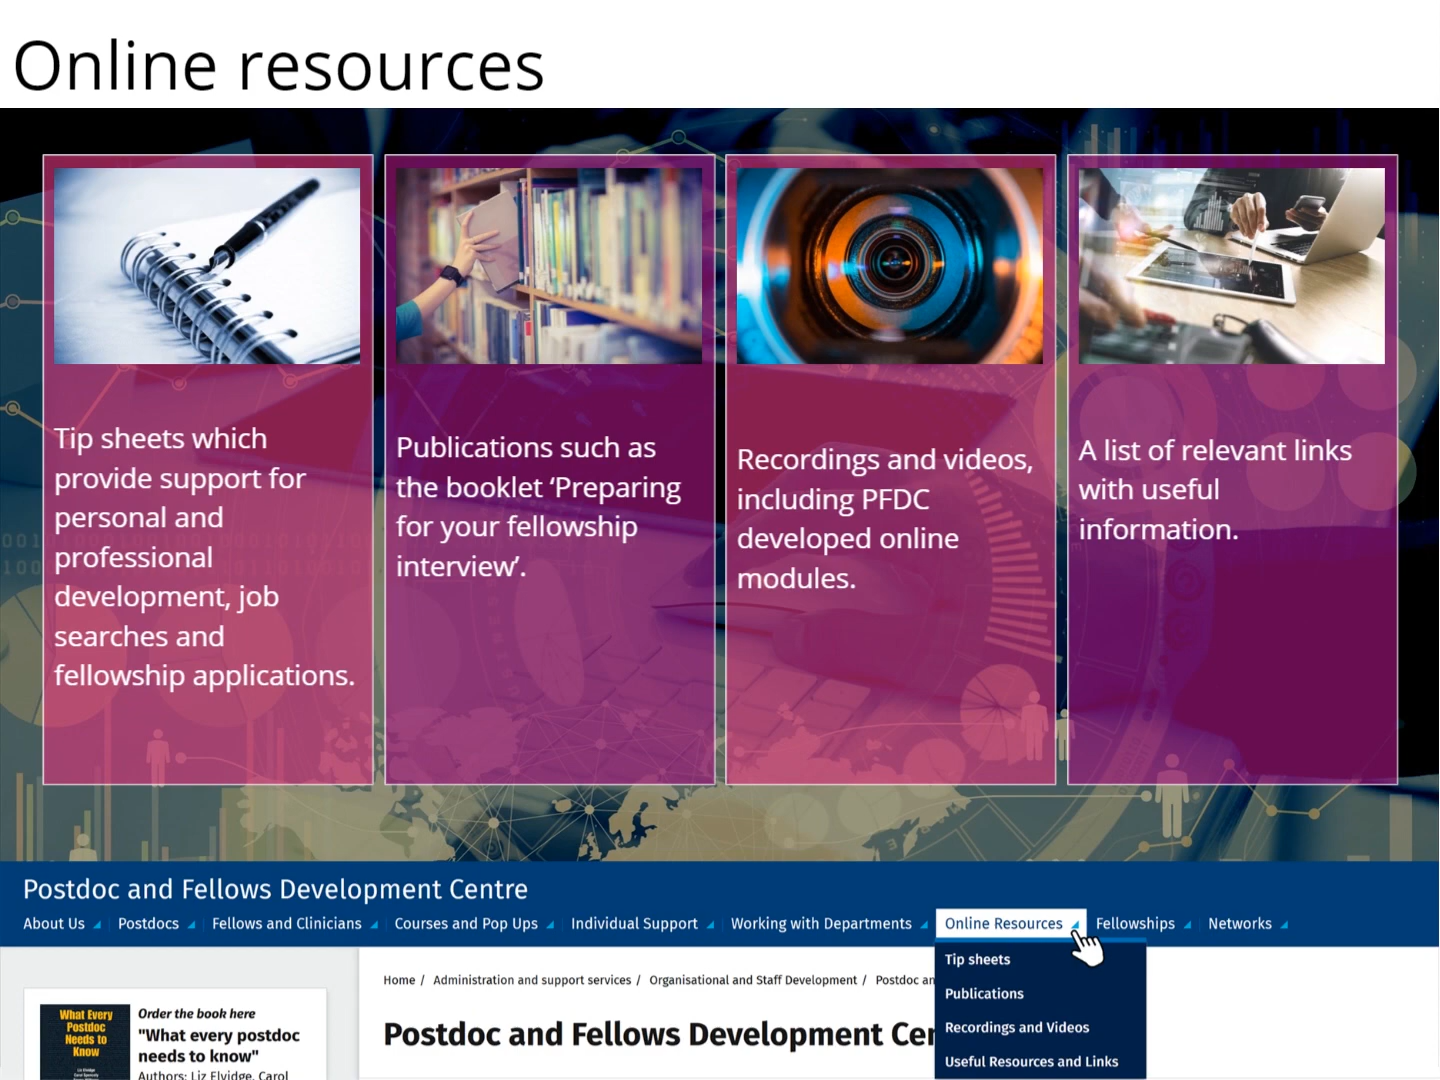 Online resources
Tip sheets which
provide support for
personal and
professional
development, job
searches and
fellowship applications.
Publications such as
the booklet ‘Preparing
for your fellowship
interview’.
Recordings and videos,
including PFDC
developed online
modules.
A list of relevant links
with useful
information.
Postdoc and Fellows Development Centre
About Us Postdocs Fellows and Clinicians Courses and Pop Ups Individual Support Working with Departments Online Resources Fellowships Networks
Tip sheets
Publications
Recordings and Videos
Useful Resources and Links
Home / Administration and support services / Organisational and Staff Development / Postdoc an
Postdoc and Fellows Development Cen
What Every
Postdoc
Needs to
Know
Liz Elvidge
Order the book here
"What every postdoc
needs to know"
Authors: Liz Elvidge, Carol